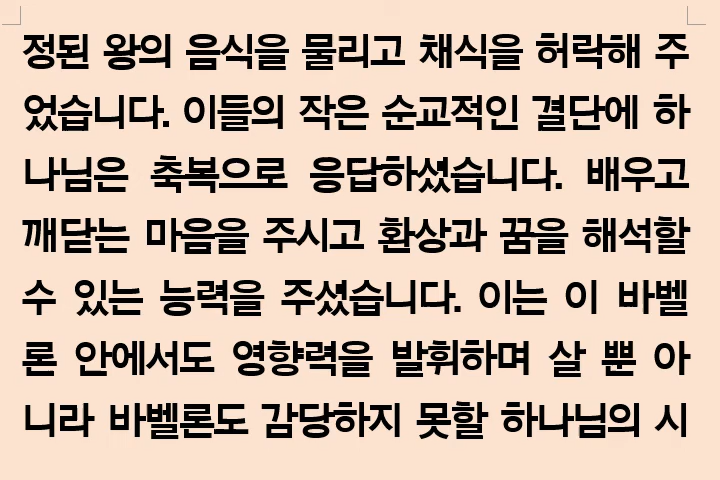 정된 왕의 음식을 물리고 채식을 허락해 주
었습니다. 이들의 작은 순교적인 결단에 하
나님은 축복으로 응답하셨습니다. 배우고
깨닫는 마음을 주시고 환상과 꿈을 해석할
수 있는 능력을 주셨습니다. 이는 이 바벨
론 안에서도 영향력을 발휘하며 살 뿐 아
니라 바벨론도 감당하지 못할 하나님의 시